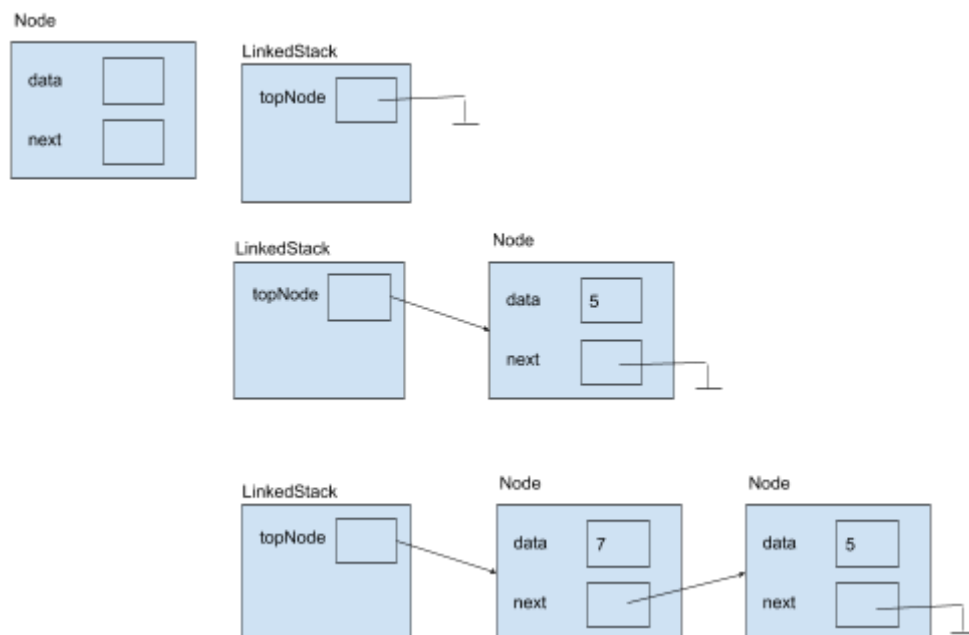 Node
data
next
LinkedStack
topNode
LinkedStack
topNode
Node
data 5
next
LinkedStack
topNode
Node
data 7
next
Node
data 5
next